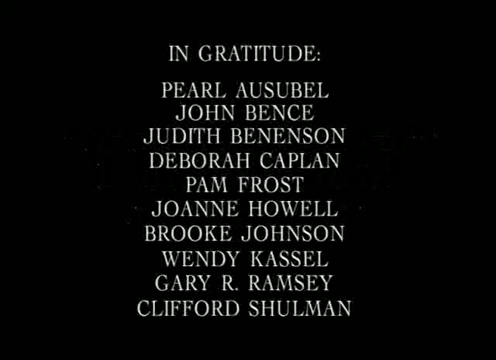 IN GRATITUDE:
PEARL AUSUBEL
JOHN BENCE
JUDITH BENENSON
DEBORAH CAPLAN
PAM FROST
JOANNE HOWELL
BROOKE JOHNSON
WENDY KASSEL
GARY R. RAMSEY
CLIFFORD SHULMAN